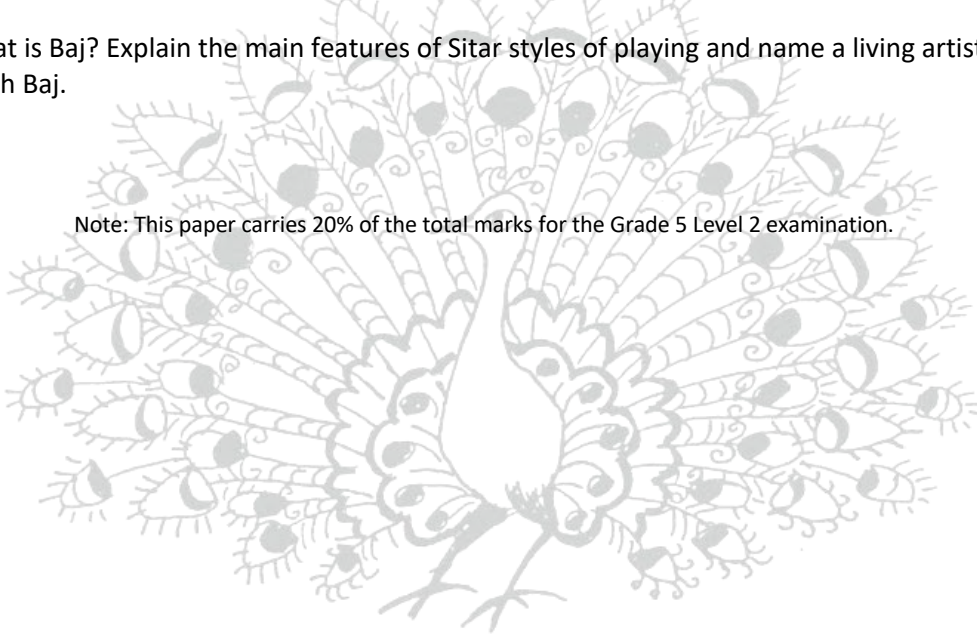 is Baj? Explain the main features of Sitar styles of playing and name a living
Baj.
Note: This paper carries 20% of the total marks for the Grade 5 Level 2 examination.